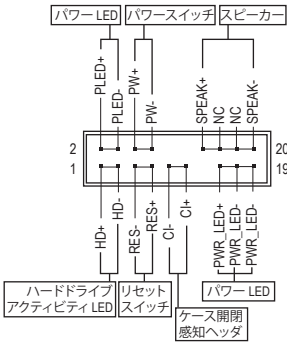 パワー LED
パワースイッチ
スピーカー
PLED+
PLED-
PW+
PW-
SPEAK+
NC
NC
SPEAK-
2
20
1
19
HD+
HD-
RES-
RES+
CI-
CI+
PWR_LED+
PWR_LED-
PWR_LED-
ハードドライブ
アクティビティ LED
リセット
スイッチ
ケース開閉
感知ヘッダ
パワー LED